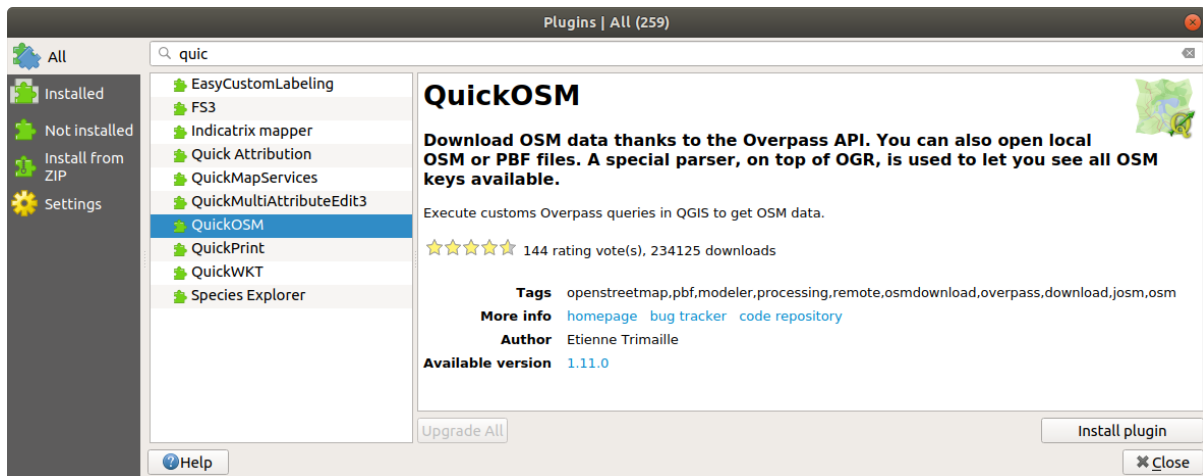 Plugins | All (259)
All
Installed
Not installed
Install from
ZIP
Settings
quic
EasyCustomLabeling
FS3
Indicatrix mapper
Quick Attribution
QuickMapServices
QuickMultiAttributeEdit3
QuickOSM
QuickPrint
QuickWKT
Species Explorer
QuickOSM
Download OSM data thanks to the Overpass API. You can also open local
OSM or PBF files. A special parser, on top of OGR, is used to let you see all OSM
keys available.
Execute customs Overpass queries in QGIS to get OSM data.
144 rating vote(s), 234125 downloads
Tags openstreetmap,pbf,modeler,processing,remote,osmdownload,overpass,download,josm,osm
More info homepage bug tracker code repository
Author Etienne Trimaille
Available version 1.11.0
Upgrade All
Install plugin
Help
Close